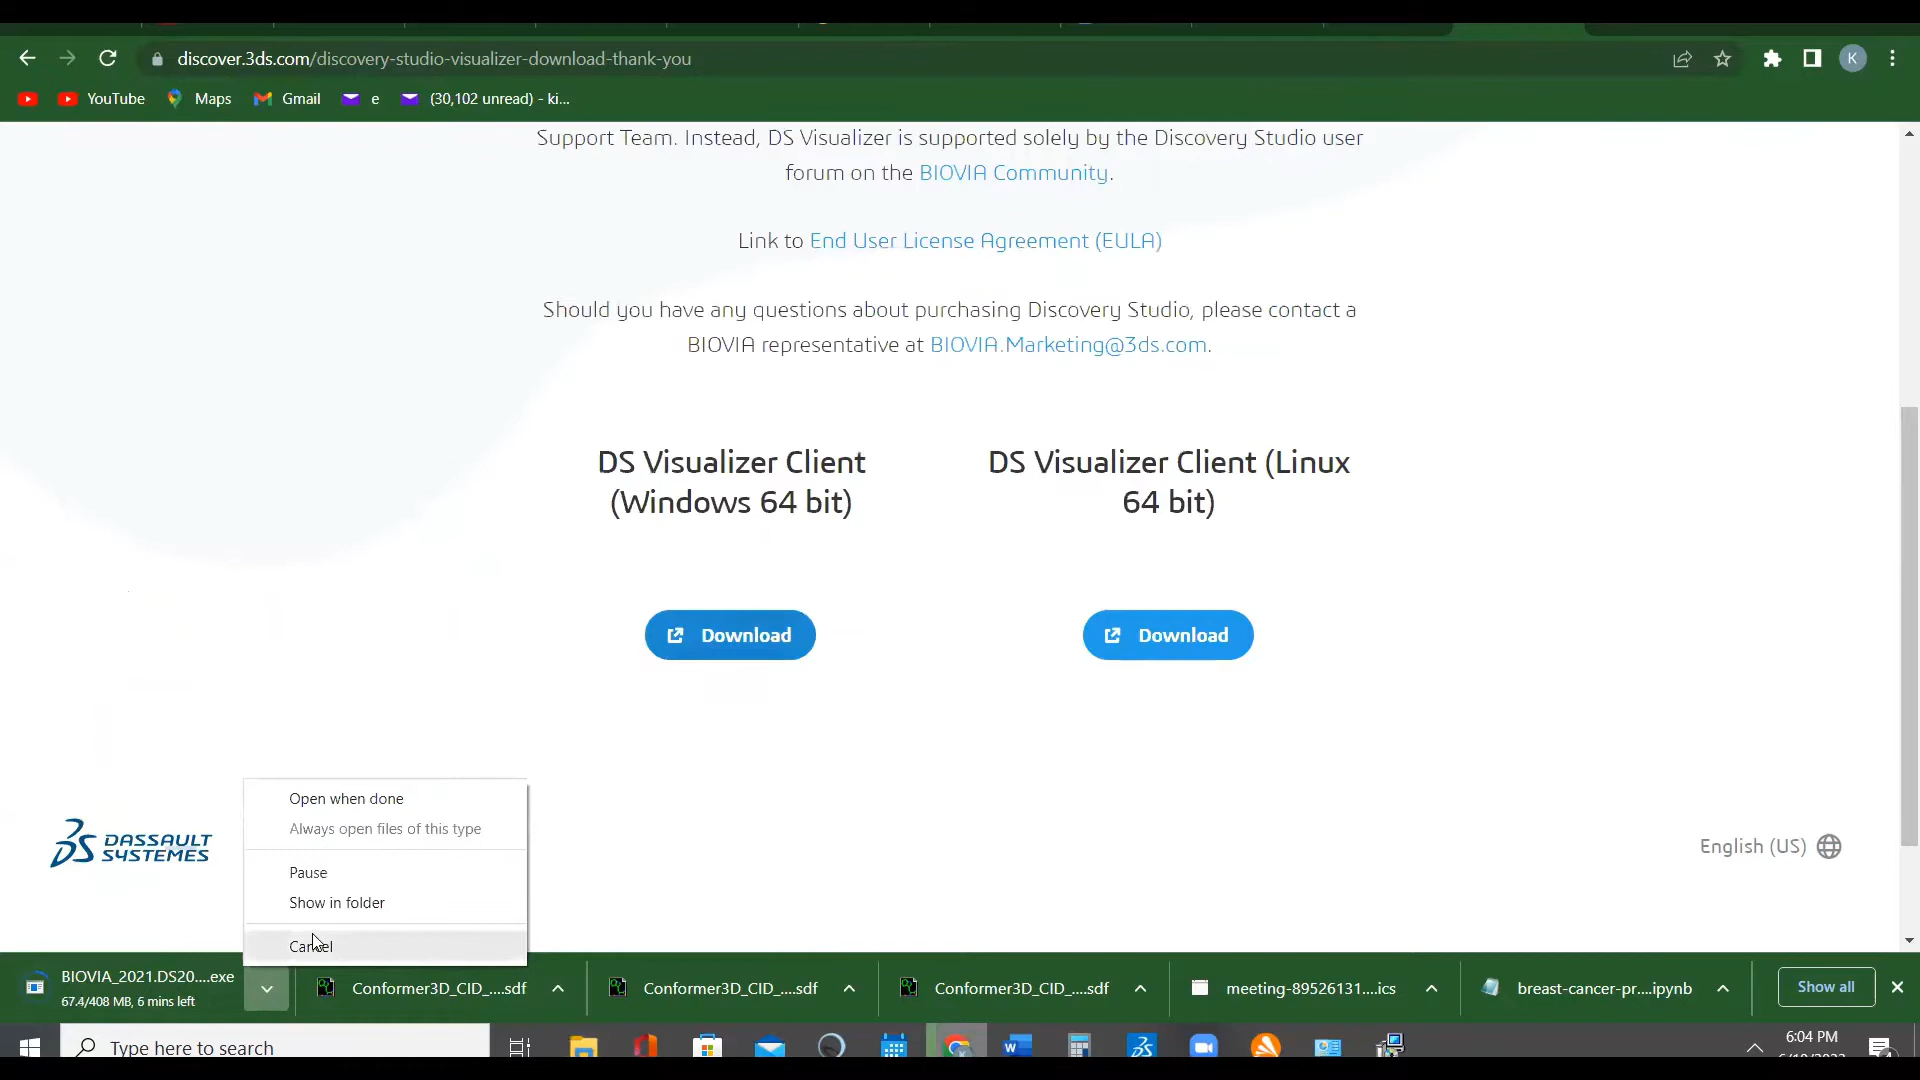 discover.3ds.com/discovery-studio-visualizer-download-thank-you
K
YouTube
Maps
Gmail
e
(30,102 unread) - ki...
Support Team. Instead, DS Visualizer is supported solely by the Discovery Studio user
forum on the BIOVIA Community.
Link to End User License Agreement (EULA)
Should you have any questions about purchasing Discovery Studio, please contact a
BIOVIA representative at BIOVIA.Marketing@3ds.com.
DS Visualizer Client
(Windows 64 bit)
DS Visualizer Client (Linux
64 bit)
Download
Download
Open when done
Always open files of this type
Pause
Show in folder
Cancel
DASSAULT
SYSTEMES
English (US)
BIOVIA_2021.DS20....exe
67.4/408 MB, 6 mins left
Conformer3D_CID_....sdf
Conformer3D_CID_....sdf
Conformer3D_CID_....sdf
meeting-89526131....ics
breast-cancer-pr....ipynb
Show all
Type here to search
6:04 PM